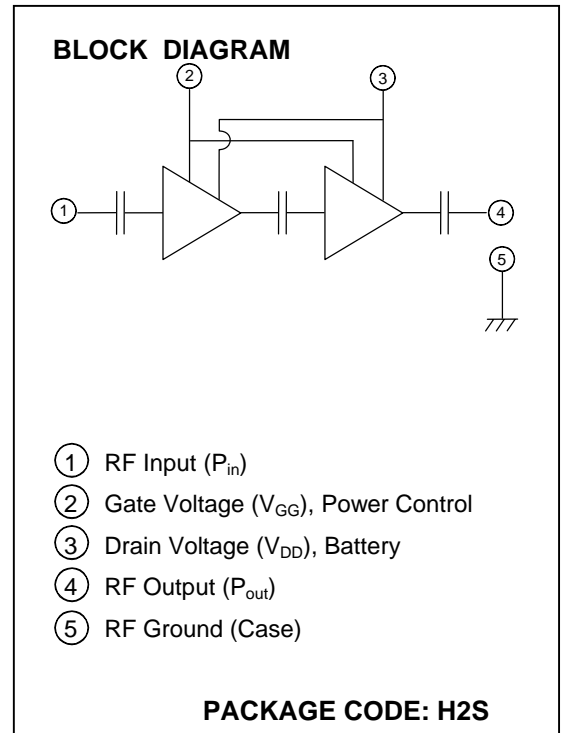 BLOCK DIAGRAM
2
3
1
4
5
1 RF Input (Pin)
2 Gate Voltage (VGG), Power Control
3 Drain Voltage (VDD), Battery
4 RF Output (Pout)
5 RF Ground (Case)
PACKAGE CODE: H2S